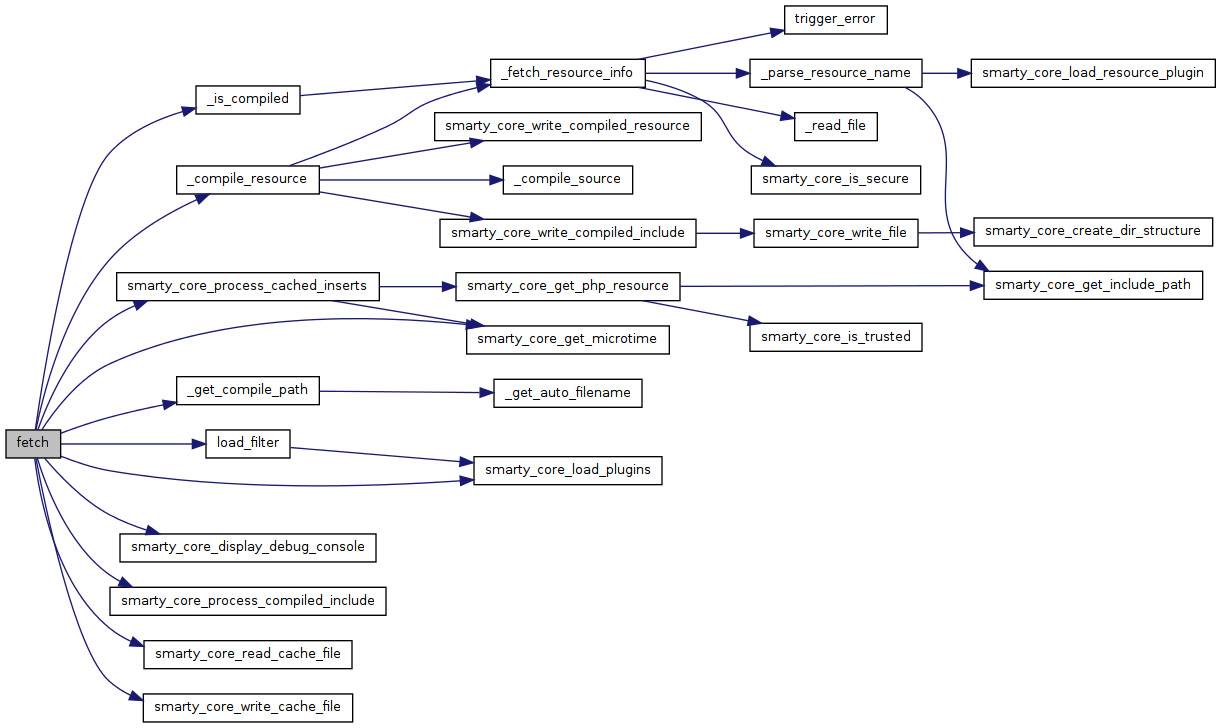 trigger_error
_fetch_resource_info
_parse_resource_name
smarty_core_load_resource_plugin
_is_compiled
smarty_core_write_compiled_resource
_read_file
_compile_resource
_compile_source
smarty_core_is_secure
smarty_core_write_compiled_include
smarty_core_write_file
smarty_core_create_dir_structure
smarty_core_process_cached_inserts
smarty_core_get_php_resource
smarty_core_get_include_path
smarty_core_get_microtime
smarty_core_is_trusted
_get_compile_path
_get_auto_filename
fetch
load_filter
smarty_core_load_plugins
smarty_core_display_debug_console
smarty_core_process_compiled_include
smarty_core_read_cache_file
smarty_core_write_cache_file